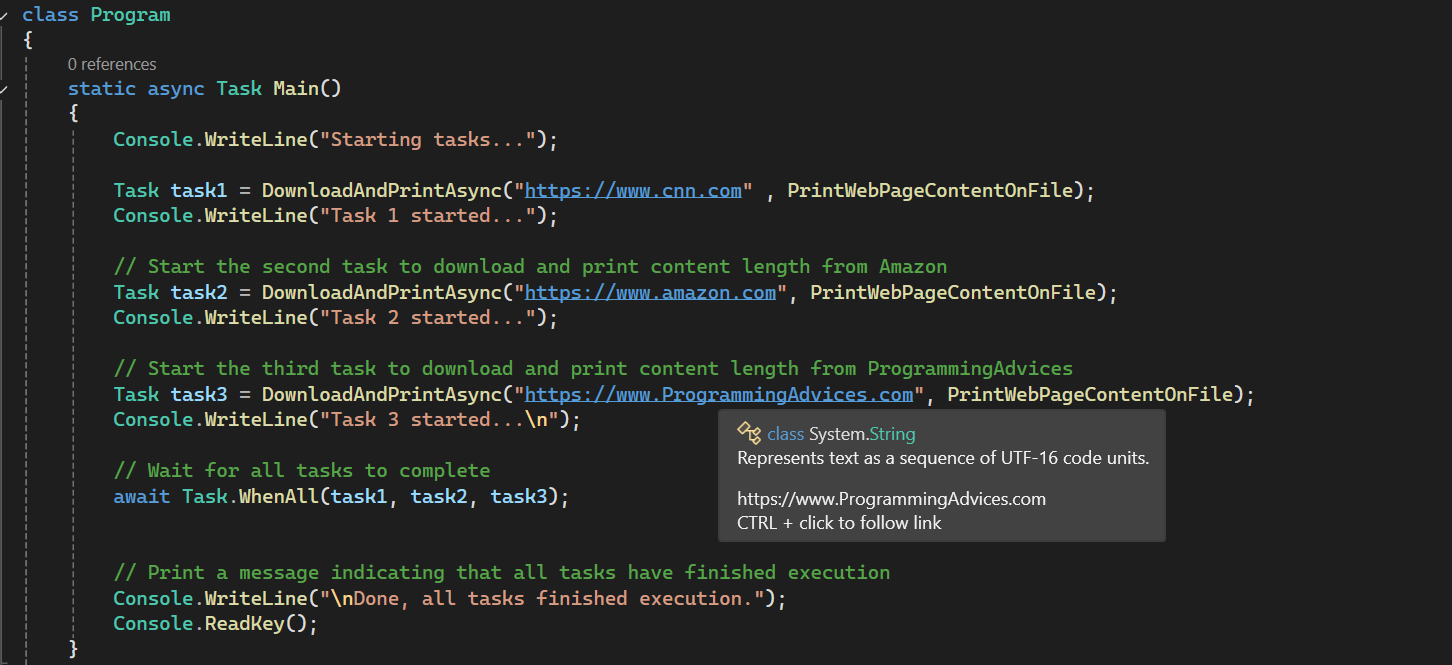 class Program
{
0 references
static async Task Main()
{
Console.WriteLine("Starting tasks...");
Task task1 = DownloadAndPrintAsync("https://www.cnn.com" , PrintWebPageContentOnFile);
Console.WriteLine("Task 1 started...");
// Start the second task to download and print content length from Amazon
Task task2 = DownloadAndPrintAsync("https://www.amazon.com", PrintWebPageContentOnFile);
Console.WriteLine("Task 2 started...");
// Start the third task to download and print content length from ProgrammingAdvices
Task task3 = DownloadAndPrintAsync("https://www.ProgrammingAdvices.com", PrintWebPageContentOnFile);
Console.WriteLine("Task 3 started...\n");
class System.String
Represents text as a sequence of UTF-16 code units.
https://www.ProgrammingAdvices.com
CTRL + click to follow link
// Wait for all tasks to complete
await Task.WhenAll(task1, task2, task3);
// Print a message indicating that all tasks have finished execution
Console.WriteLine("\nDone, all tasks finished execution.");
Console.ReadKey();
}